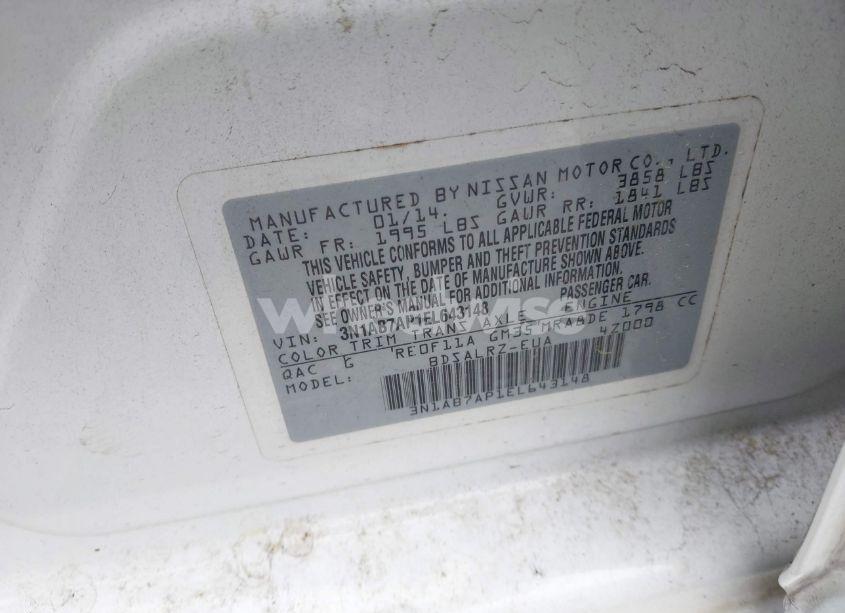 MANUFACTURED BY NISSAN MOTOR CO., LTD.
DATE: 01/14. GVWR: 3858 LBS
GAWR FR: 1995 LBS GAWR RR: 1841 LBS
THIS VEHICLE CONFORMS TO ALL APPLICABLE FEDERAL MOTOR
VEHICLE SAFETY, BUMPER AND THEFT PREVENTION STANDARDS
IN EFFECT ON THE DATE OF MANUFACTURE SHOWN ABOVE.
SEE OWNER'S MANUAL FOR ADDITIONAL INFORMATION.
VIN: 3N1AB7AP1EL643148 PASSENGER CAR.
COLOR TRIM TRANS AXLE ENGINE
QAC G RE0F11A GM35 MRA8DE 1798 CC
MODEL: BDSALRZ-EUA 4Z000
3N1AB7AP1EL643148